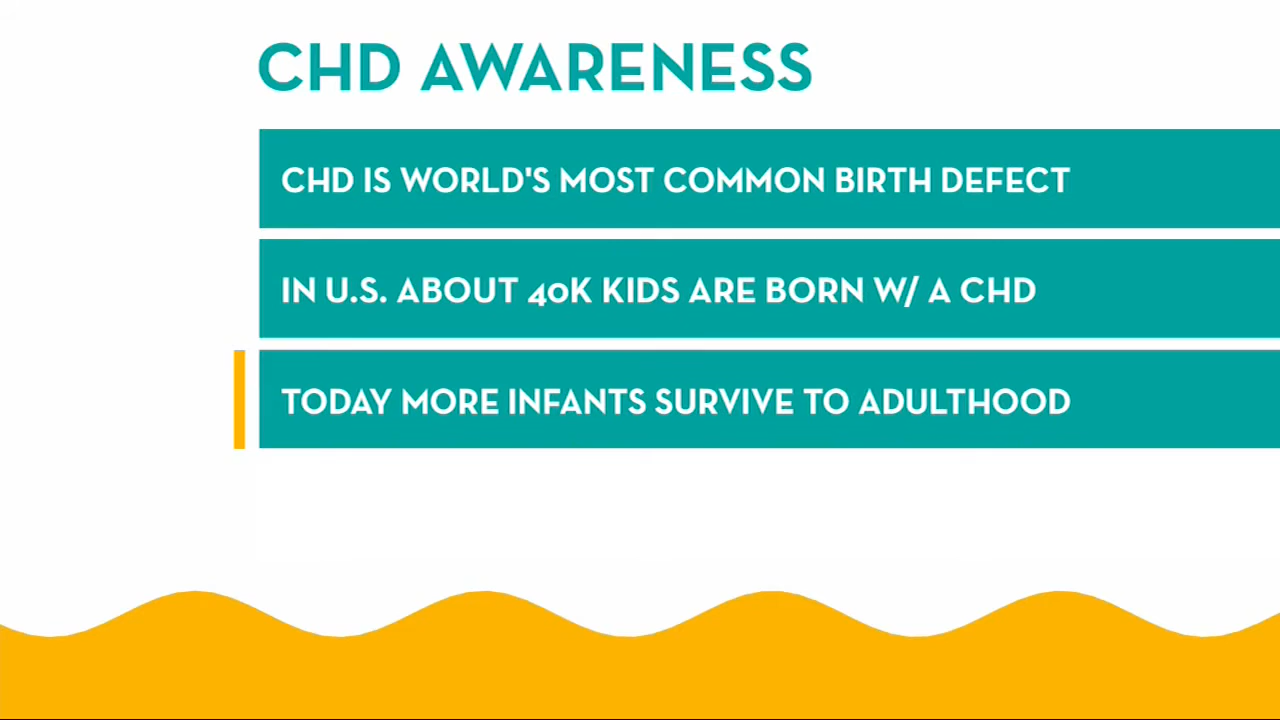 CHD AWARENESS
CHD IS WORLD'S MOST COMMON BIRTH DEFECT
IN U.S. ABOUT 40K KIDS ARE BORN W/ A CHD
TODAY MORE INFANTS SURVIVE TO ADULTHOOD